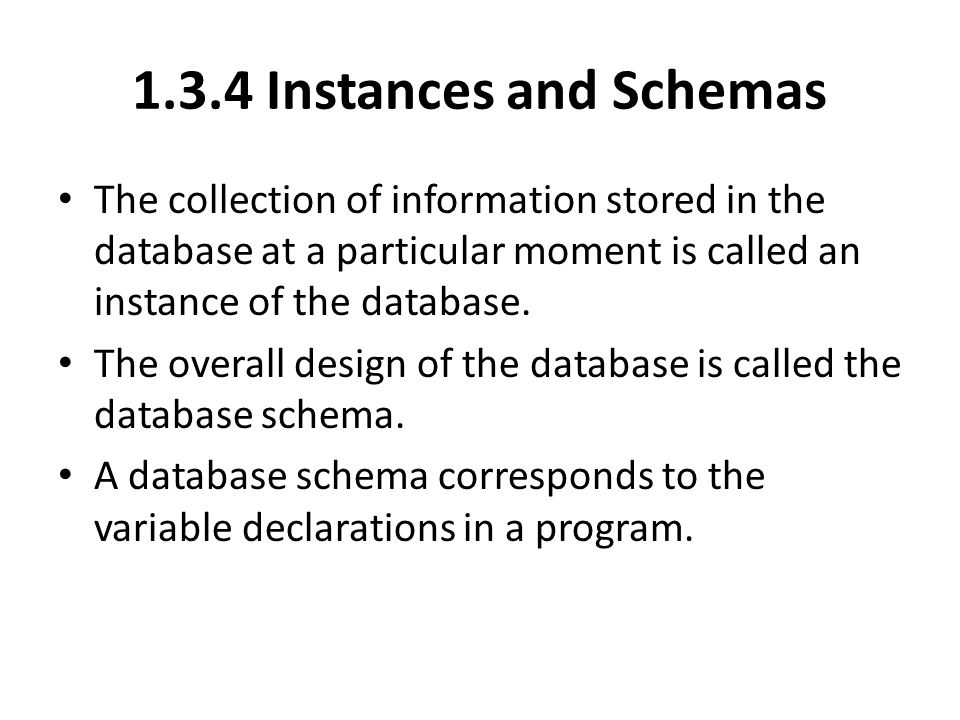 1.3.4 Instances and Schemas
• The collection of information stored in the
database at a particular moment is called an
instance of the database.
• The overall design of the database is called the
database schema.
• A database schema corresponds to the
variable declarations in a program.